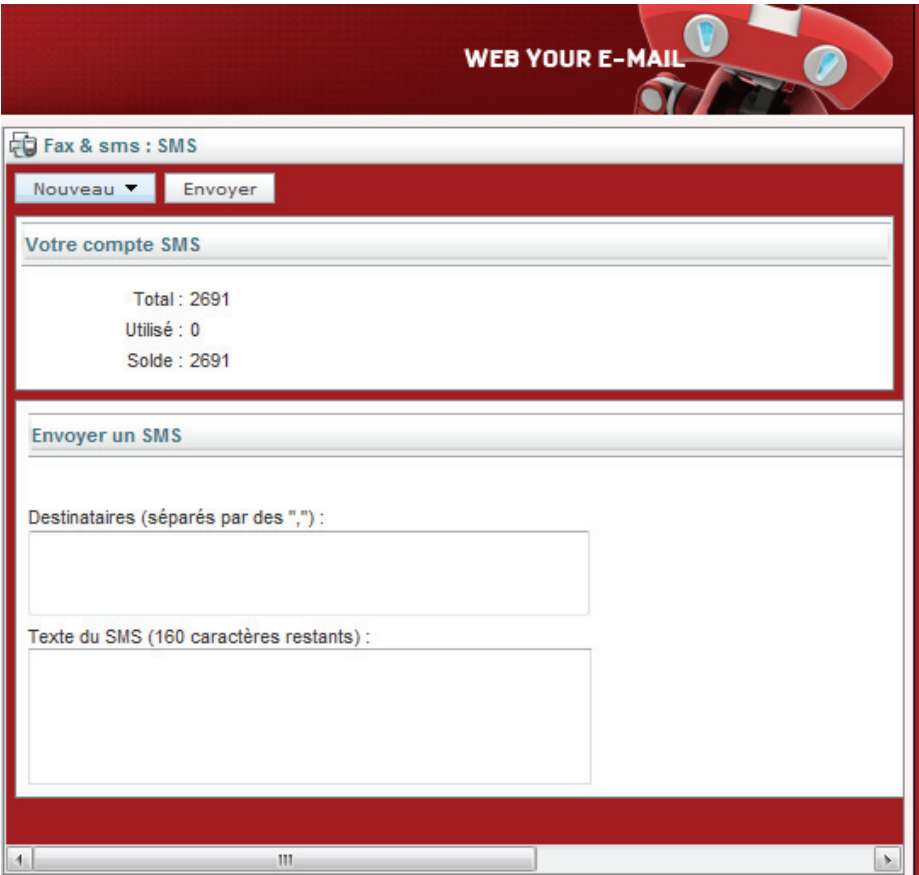 WEB YOUR E-MAIL
Fax & sms : SMS
Nouveau Envoyer
Votre compte SMS
Total : 2691
Utilisé : 0
Solde : 2691
Envoyer un SMS
Destinataires (séparés par des ",") :
Texte du SMS (160 caractères restants) :